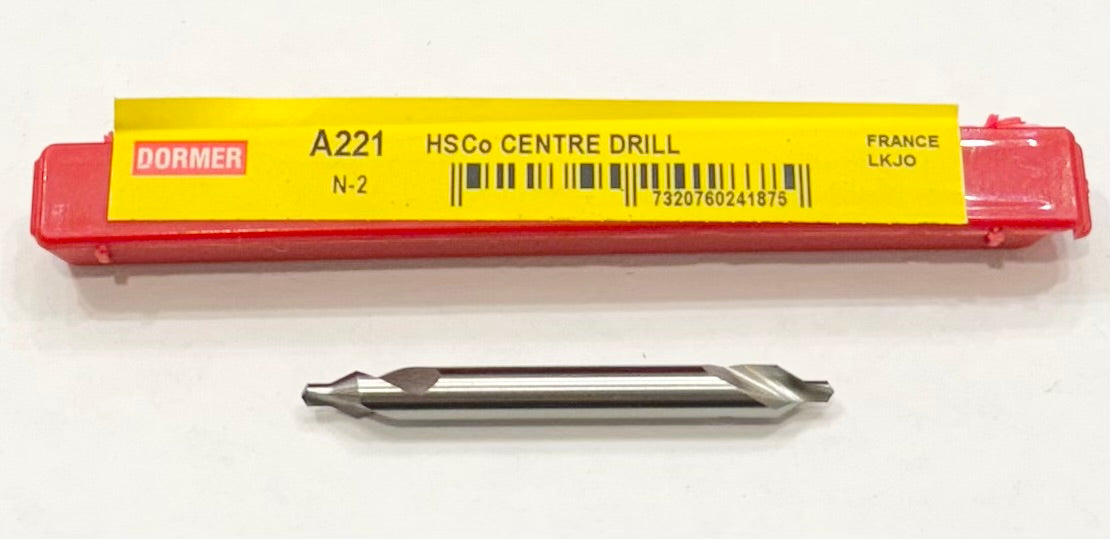 DORMER
A221
N-2
HSCo CENTRE DRILL
7320760241875
FRANCE
LKJO